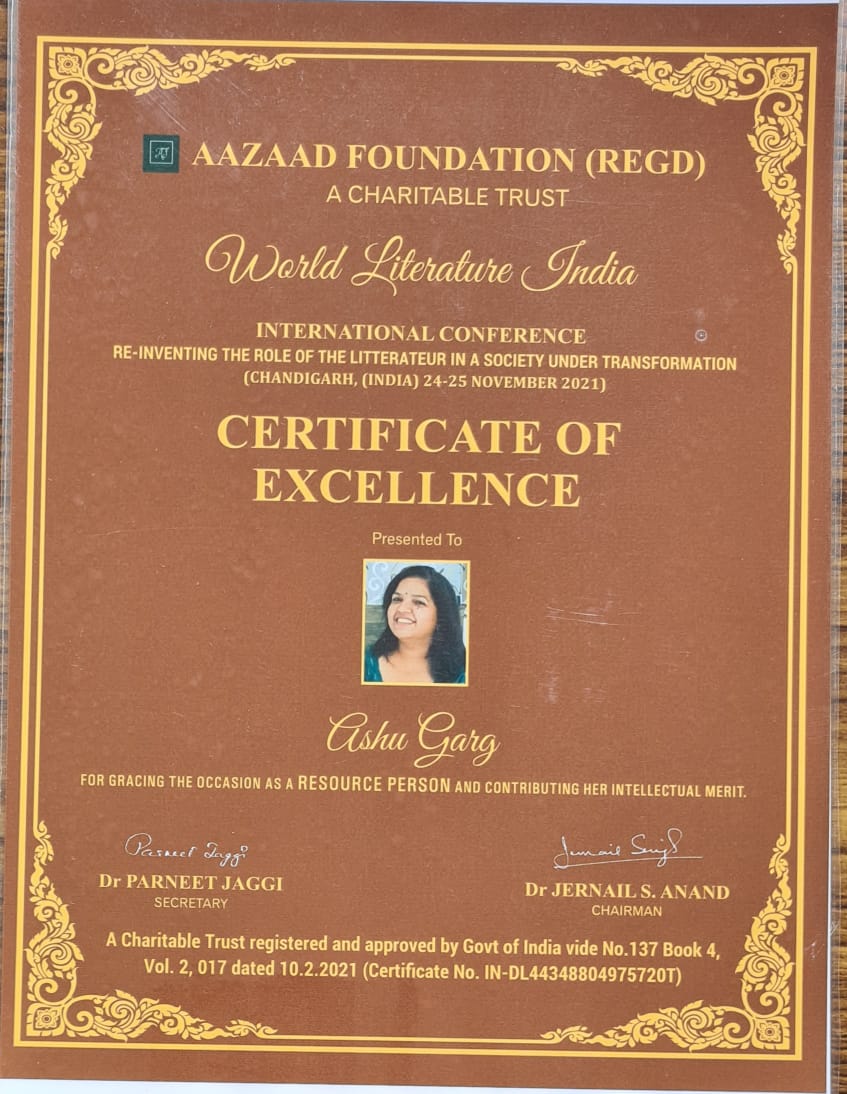 AAZAAD FOUNDATION (REGD)
A CHARITABLE TRUST
World Literature India
INTERNATIONAL CONFERENCE
RE-INVENTING THE ROLE OF THE LITTERATEUR IN A SOCIETY UNDER TRANSFORMATION
(CHANDIGARH, (INDIA) 24-25 NOVEMBER 2021)
CERTIFICATE OF
EXCELLENCE
Presented To
Ashu Garg
FOR GRACING THE OCCASION AS A RESOURCE PERSON AND CONTRIBUTING HER INTELLECTUAL MERIT.
Parneet Jaggi
Dr PARNEET JAGGI
SECRETARY
Jernail Singh
Dr JERNAIL S. ANAND
CHAIRMAN
A Charitable Trust registered and approved by Govt of India vide No.137 Book 4,
Vol. 2, 017 dated 10.2.2021 (Certificate No. IN-DL44348804975720T)